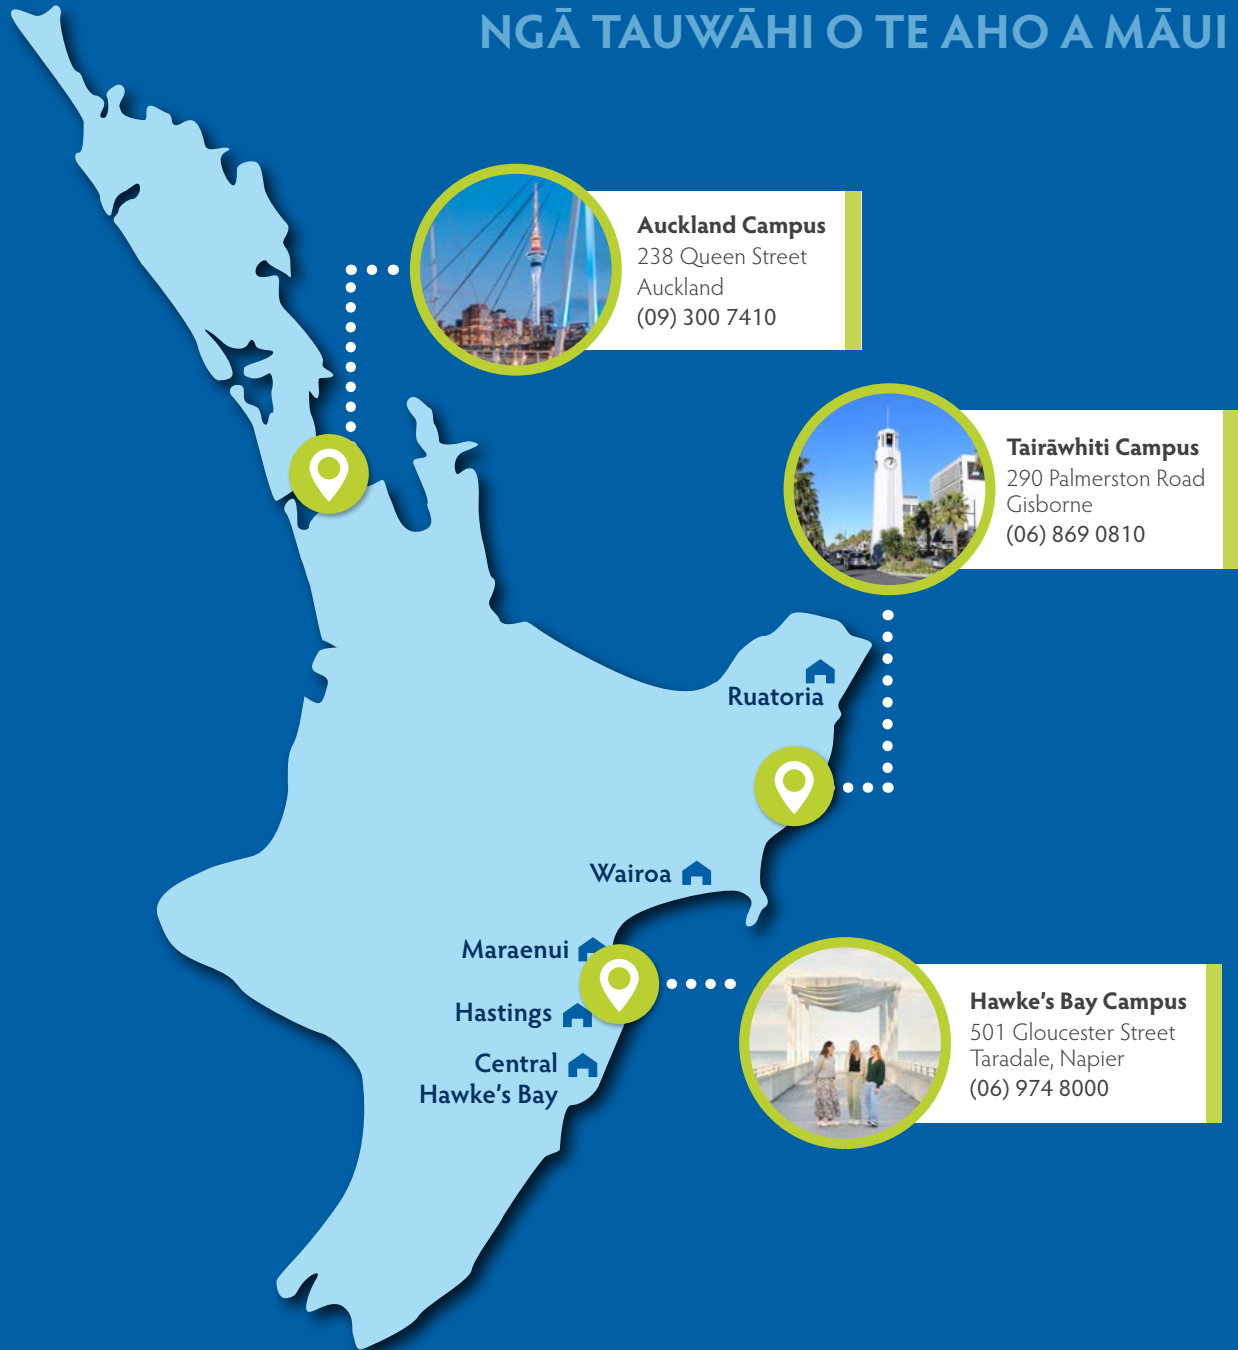 NGĀ TAUWĀHI O TE AHO A MĀUI
Auckland Campus
238 Queen Street
Auckland
(09) 300 7410
Tairāwhiti Campus
290 Palmerston Road
Gisborne
(06) 869 0810
Ruatoria
Wairoa
Maraenui
Hastings
Central
Hawke's Bay
Hawke's Bay Campus
501 Gloucester Street
Taradale, Napier
(06) 974 8000